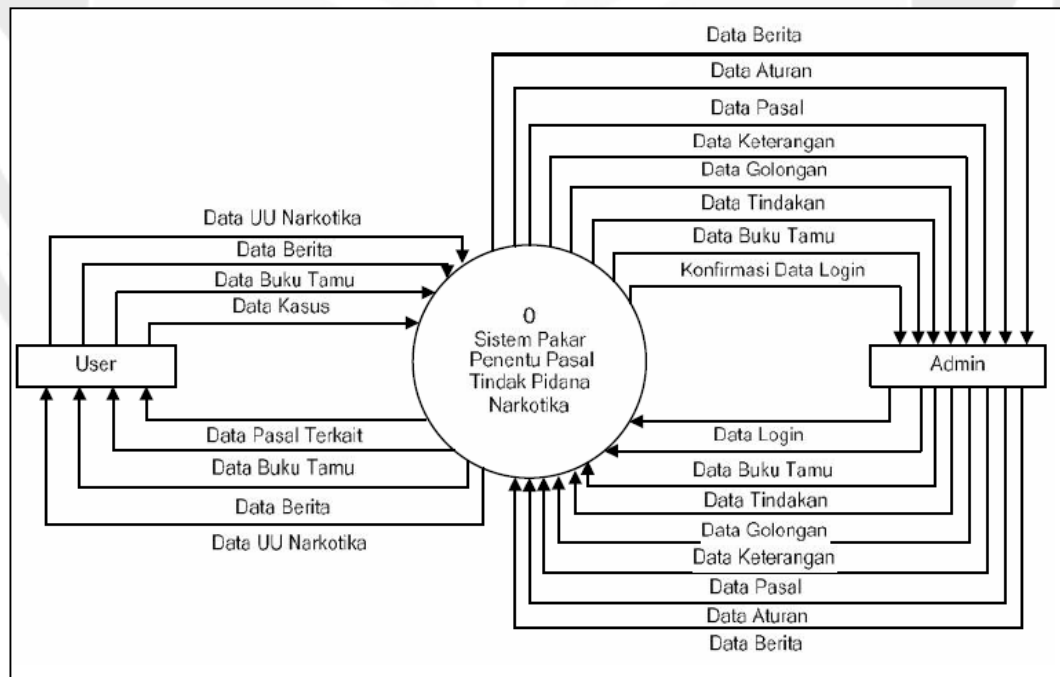 Data Berita
Data Aturan
Data Pasal
Data Keterangan
Data Golongan
Data Tindakan
Data Buku Tamu
Konfirmasi Data Login
Data UU Narkotika
Data Berita
Data Buku Tamu
Data Kasus
User
0
Sistem Pakar
Penentu Pasal
Tindak Pidana
Narkotika
Admin
Data Pasal Terkait
Data Buku Tamu
Data Berita
Data UU Narkotika
Data Login
Data Buku Tamu
Data Tindakan
Data Golongan
Data Keterangan
Data Pasal
Data Aturan
Data Berita